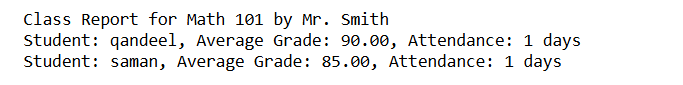 Class Report for Math 101 by Mr. Smith
Student: qandeel, Average Grade: 90.00, Attendance: 1 days
Student: saman, Average Grade: 85.00, Attendance: 1 days